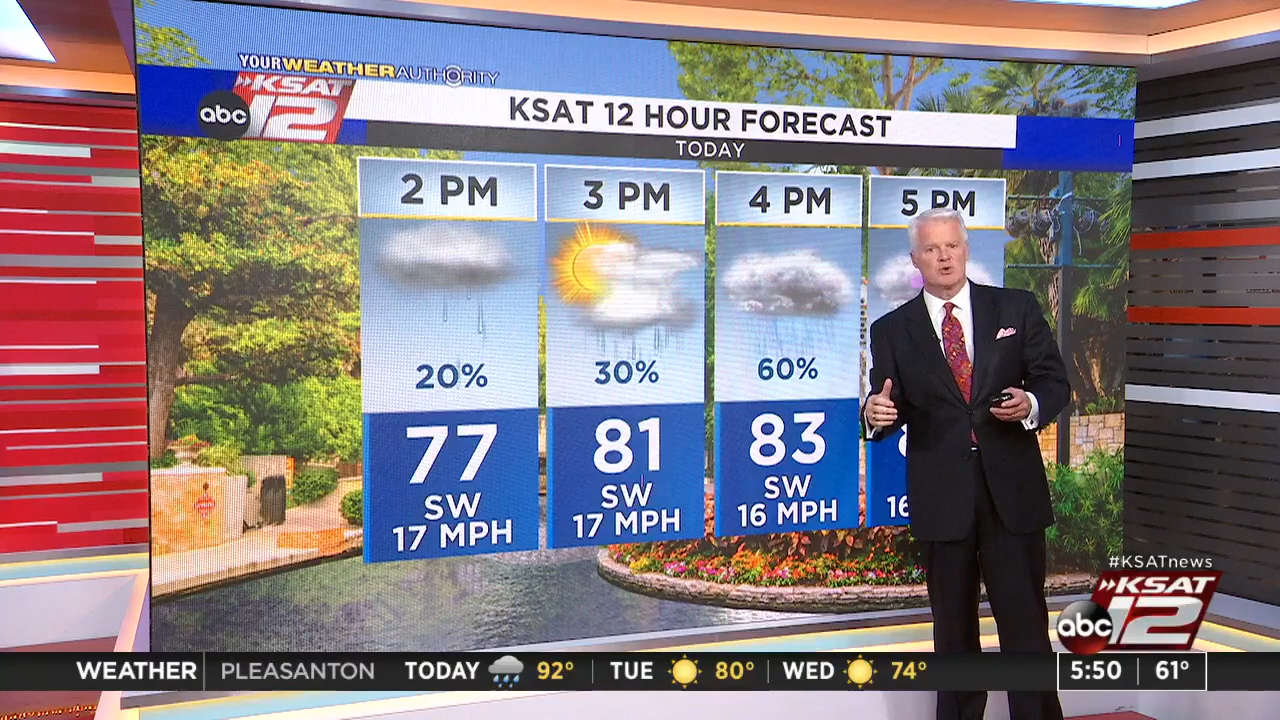 YOUR WEATHER AUTHORITY
KSAT
abc 12
KSAT 12 HOUR FORECAST
TODAY
2 PM
20%
77
SW
17 MPH
3 PM
30%
81
SW
17 MPH
4 PM
60%
83
SW
16 MPH
5 PM
16
#KSATnews
KSAT
abc 12
WEATHER PLEASANTON TODAY 92° TUE 80° WED 74° 5:50 61°